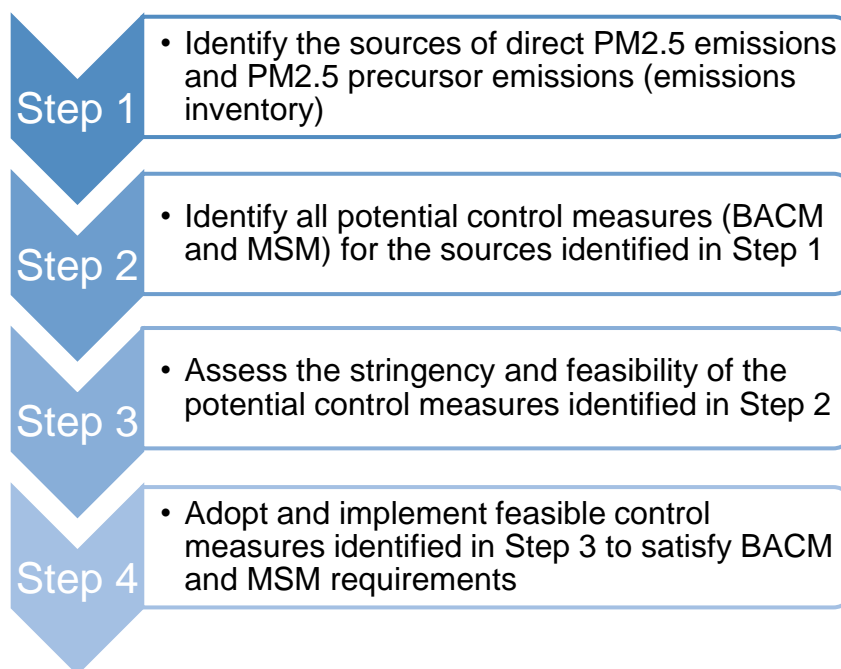 Step 1
• Identify the sources of direct PM2.5 emissions
and PM2.5 precursor emissions (emissions
inventory)
Step 2
• Identify all potential control measures (BACM
and MSM) for the sources identified in Step 1
Step 3
• Assess the stringency and feasibility of the
potential control measures identified in Step 2
Step 4
• Adopt and implement feasible control
measures identified in Step 3 to satisfy BACM
and MSM requirements